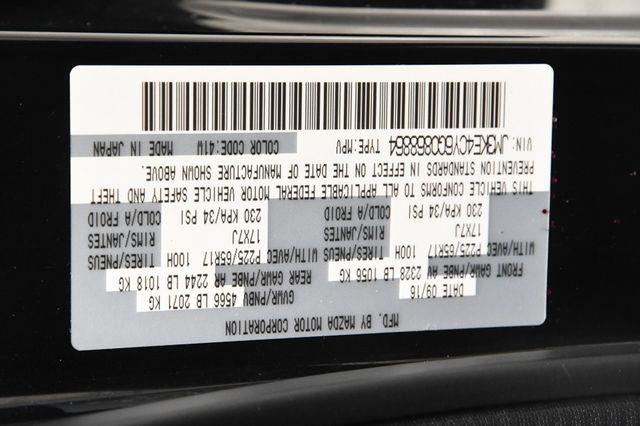 MFD. BY MAZDA MOTOR CORPORATION
DATE 09/16 GVWR/PNBV 4566 LB 2071 KG
FRONT GAWR/PNBE AV 2328 LB 1056 KG REAR GAWR/PNBE AR 2244 LB 1018 KG
WITH/AVEC P225/65R17 100H TIRES/PNEUS WITH/AVEC P225/65R17 100H TIRES/PNEUS
17X7J RIMS/JANTES 17X7J RIMS/JANTES
230 KPA/34 PSI COLD/A FROID 230 KPA/34 PSI COLD/A FROID
THIS VEHICLE CONFORMS TO ALL APPLICABLE FEDERAL MOTOR VEHICLE SAFETY AND THEFT
PREVENTION STANDARDS IN EFFECT ON THE DATE OF MANUFACTURE SHOWN ABOVE.
VIN: JM3KE4CY6G0868864 TYPE:MPV COLOR CODE:41W MADE IN JAPAN